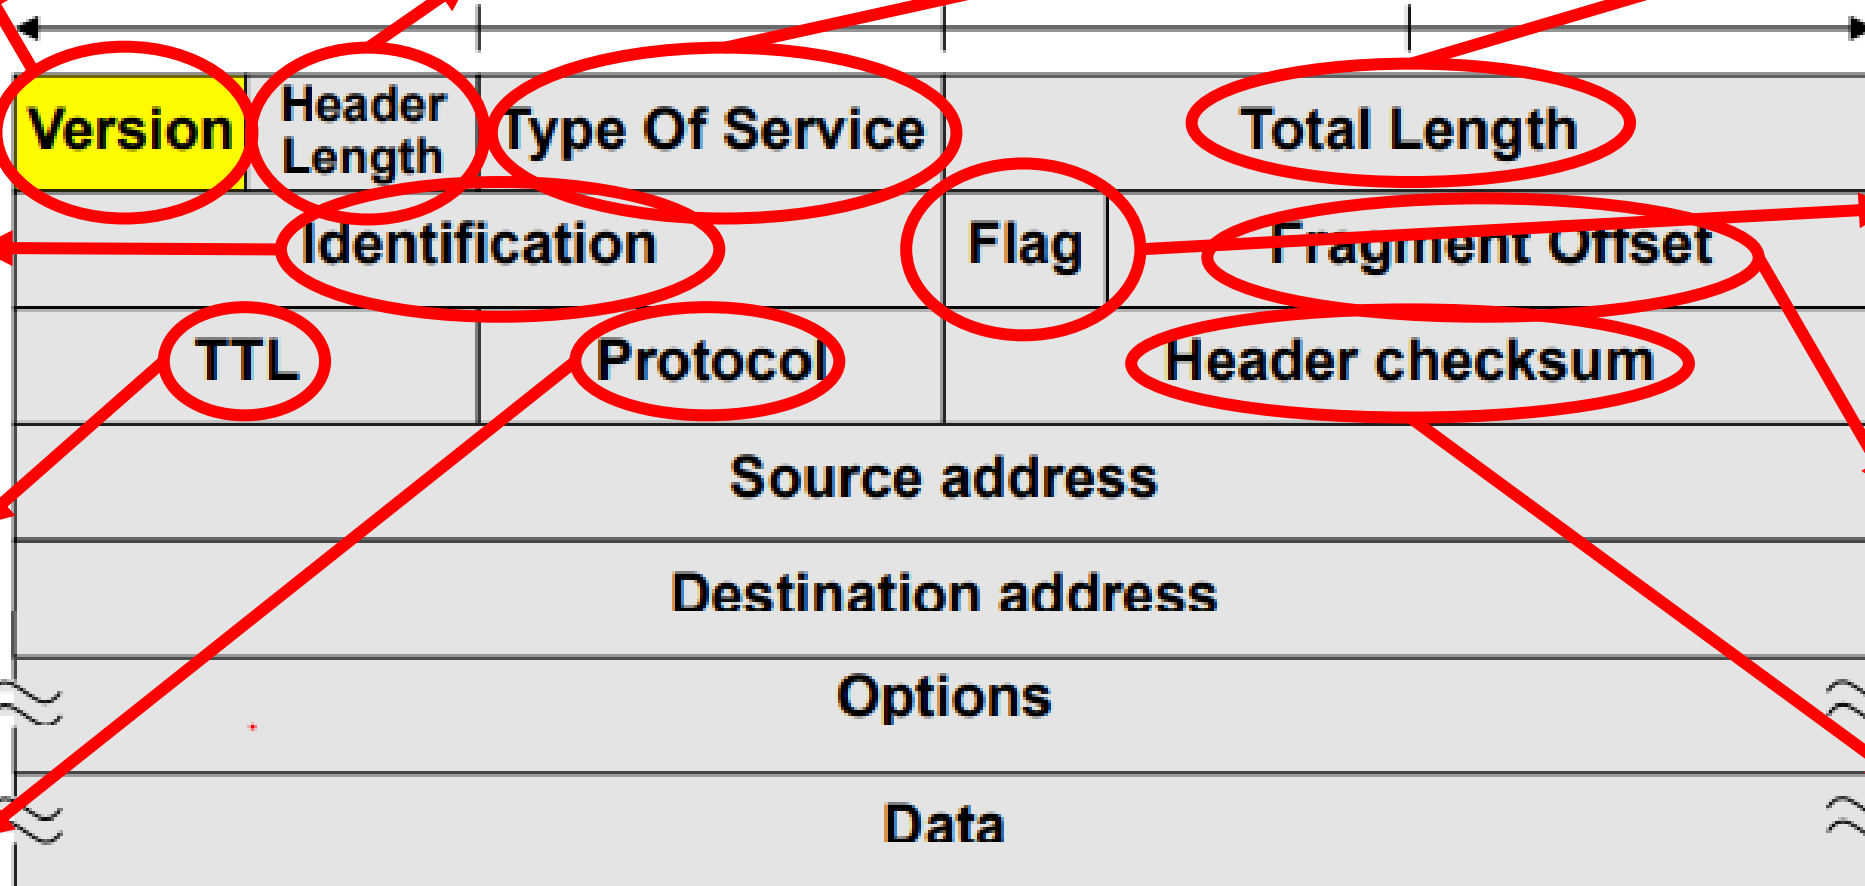 Version
Header
Length
Type Of Service
Total Length
Identification
Flag
Fragment Offset
TTL
Protocol
Header checksum
Source address
Destination address
Options
Data